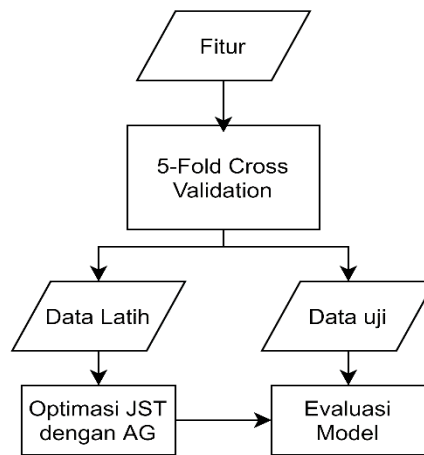 Fitur
5-Fold Cross
Validation
Data Latih
Data uji
Optimasi JST
dengan AG
Evaluasi
Model